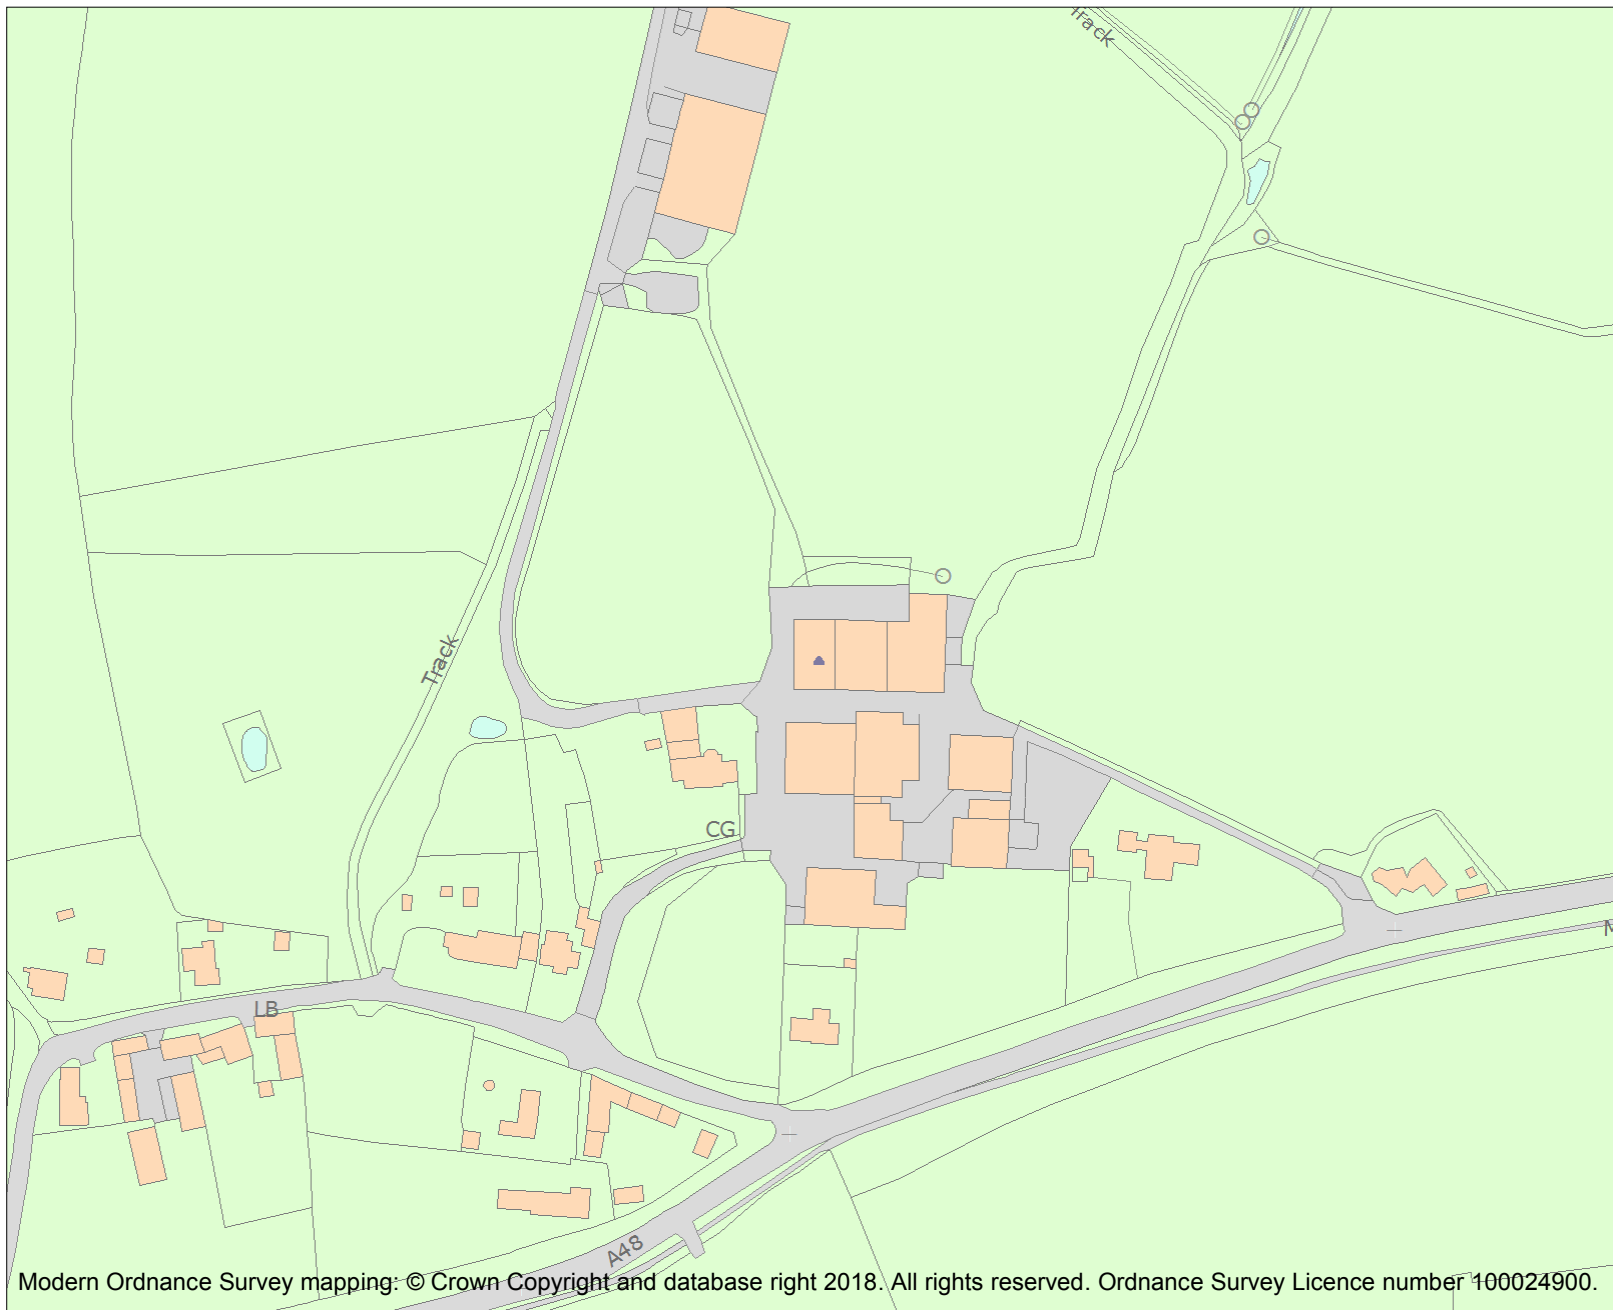 Track
Track
CG
LB
M
A48
Modern Ordnance Survey mapping: © Crown Copyright and database right 2018. All rights reserved. Ordnance Survey Licence number 100024900.